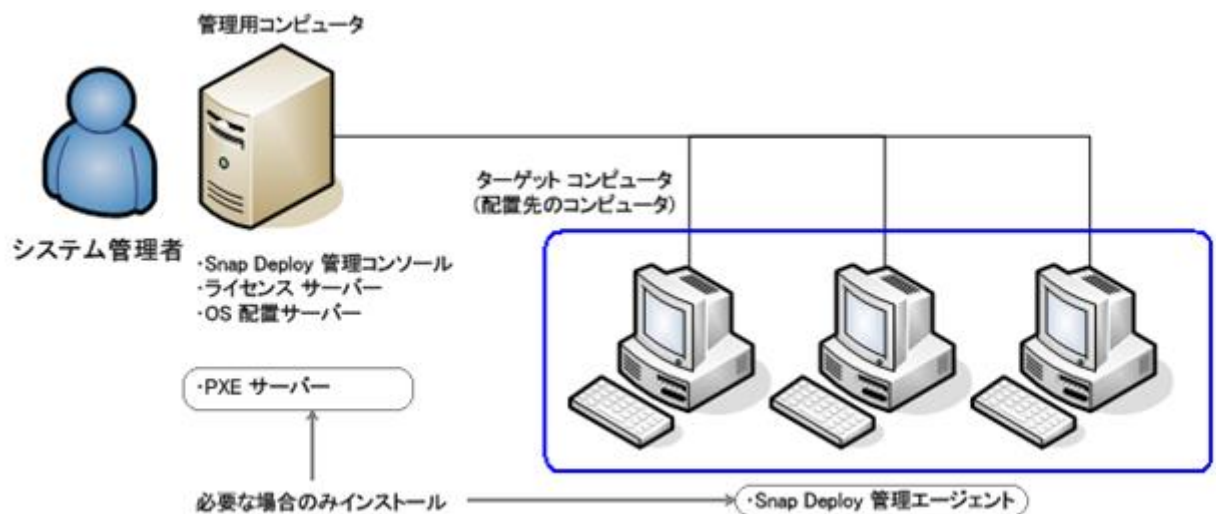 管理用コンピュータ
ターゲット コンピュータ
(配置先のコンピュータ)
システム管理者
・Snap Deploy 管理コンソール
・ライセンス サーバー
・OS 配置サーバー
・PXE サーバー
必要な場合のみインストール
・Snap Deploy 管理エージェント